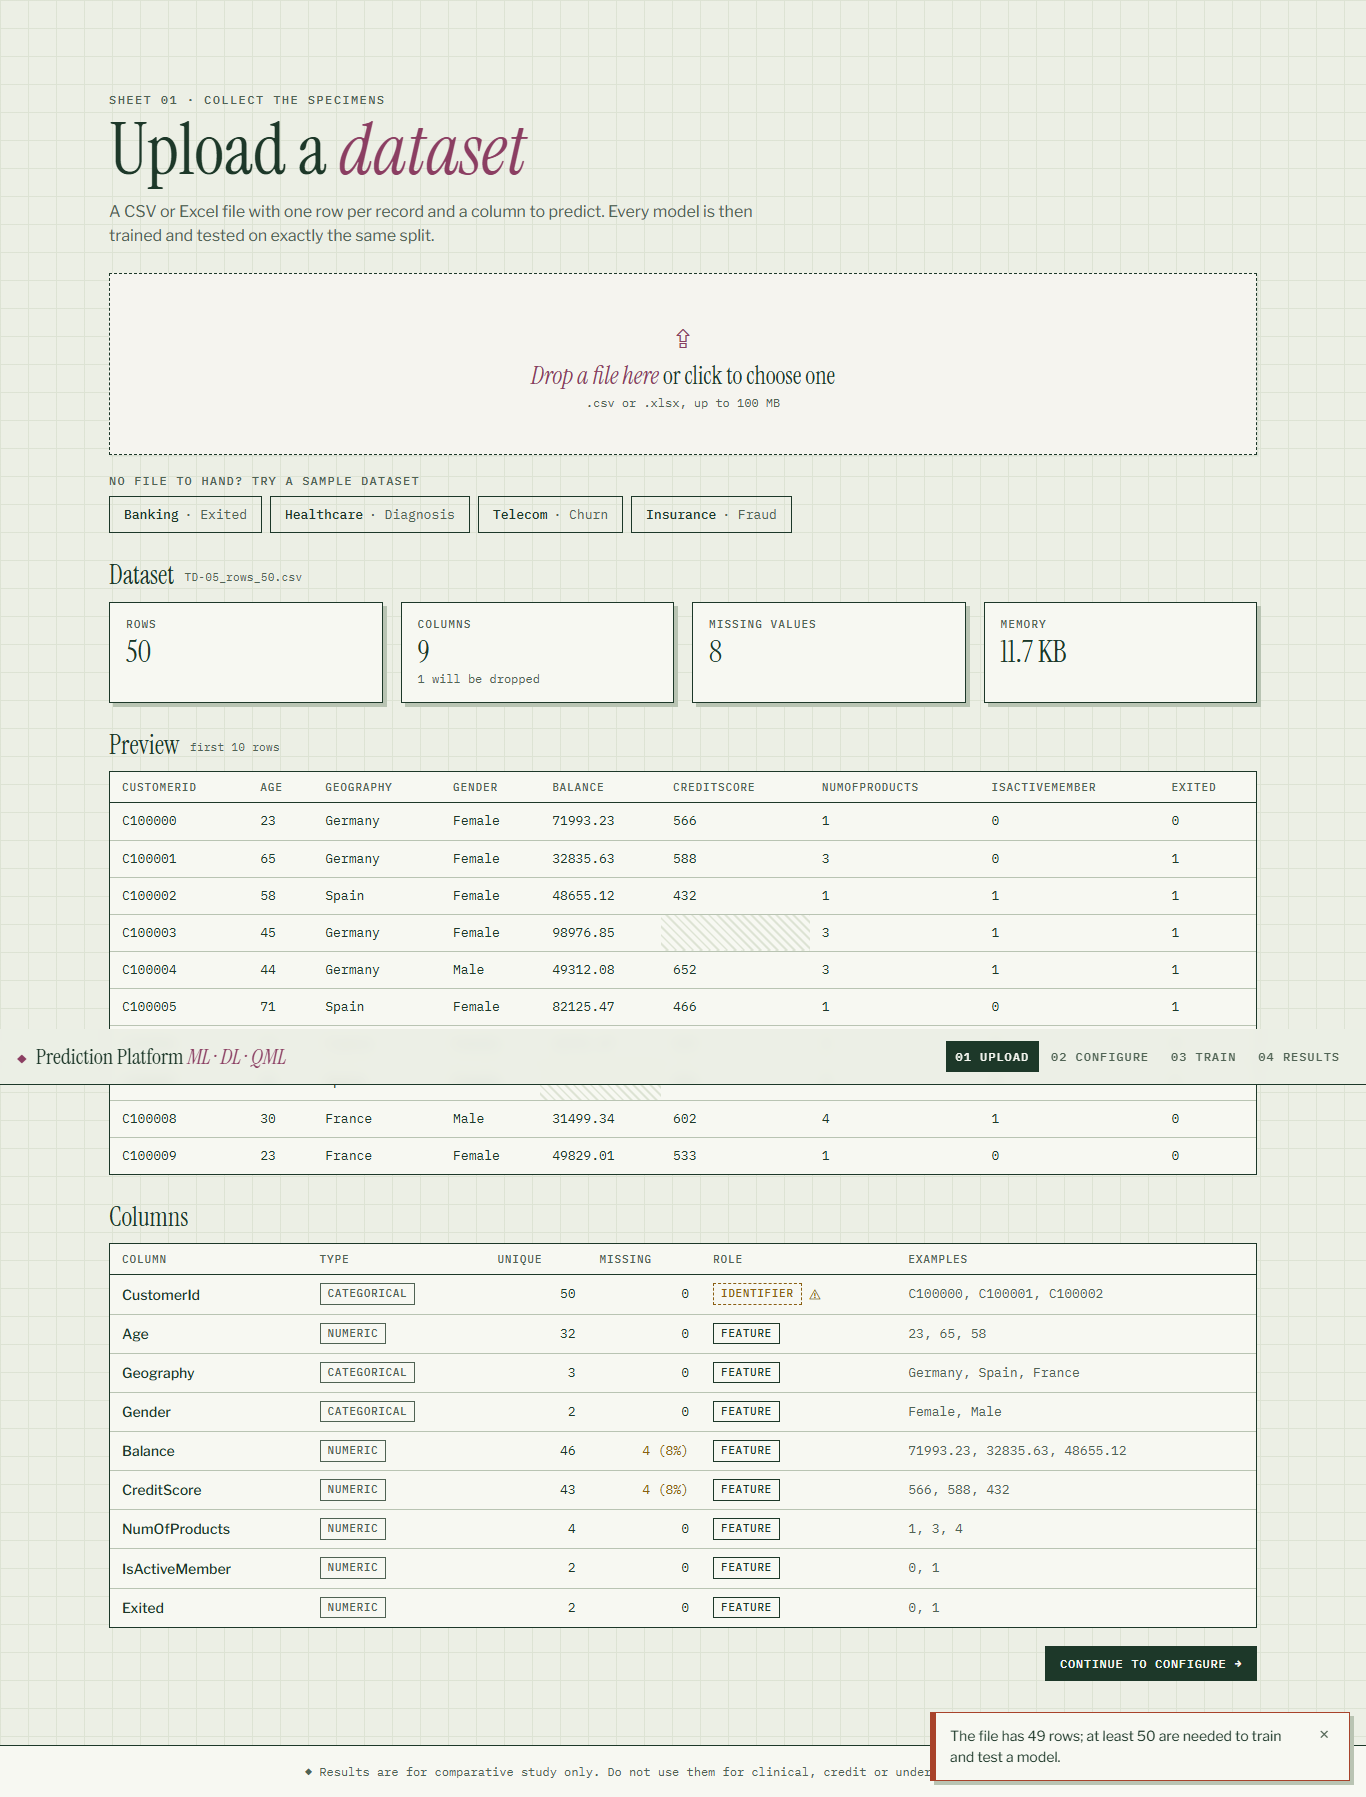 SHEET 01 · COLLECT THE SPECIMENS
Upload a dataset
A CSV or Excel file with one row per record and a column to predict. Every model is then
trained and tested on exactly the same split.
Drop a file here or click to choose one
.csv or .xlsx, up to 100 MB
NO FILE TO HAND? TRY A SAMPLE DATASET
Banking · Exited Healthcare · Diagnosis Telecom · Churn Insurance · Fraud
Dataset TD-05_rows_50.csv
ROWS COLUMNS MISSING VALUES MEMORY
50 9 8 11.7 KB
1 will be dropped
Preview first 10 rows
CUSTOMERID AGE GEOGRAPHY GENDER BALANCE CREDITSCORE NUMOFPRODUCTS ISACTIVEMEMBER EXITED
C100000 23 Germany Female 71993.23 566 1 0 0
C100001 65 Germany Female 32835.63 588 3 0 1
C100002 58 Spain Female 48655.12 432 1 1 1
C100003 45 Germany Female 98976.85 3 1 1
C100004 44 Germany Male 49312.08 652 3 1 1
C100005 71 Spain Female 82125.47 466 1 0 1
◆ Prediction Platform ML · DL · QML 01 UPLOAD 02 CONFIGURE 03 TRAIN 04 RESULTS
C100008 30 France Male 31499.34 602 4 1 0
C100009 23 France Female 49829.01 533 1 0 0
Columns
COLUMN TYPE UNIQUE MISSING ROLE EXAMPLES
CustomerId CATEGORICAL 50 0 IDENTIFIER ⚠ C100000, C100001, C100002
Age NUMERIC 32 0 FEATURE 23, 65, 58
Geography CATEGORICAL 3 0 FEATURE Germany, Spain, France
Gender CATEGORICAL 2 0 FEATURE Female, Male
Balance NUMERIC 46 4 (8%) FEATURE 71993.23, 32835.63, 48655.12
CreditScore NUMERIC 43 4 (8%) FEATURE 566, 588, 432
NumOfProducts NUMERIC 4 0 FEATURE 1, 3, 4
IsActiveMember NUMERIC 2 0 FEATURE 0, 1
Exited NUMERIC 2 0 FEATURE 0, 1
CONTINUE TO CONFIGURE →
The file has 49 rows; at least 50 are needed to train ×
and test a model.
◆ Results are for comparative study only. Do not use them for clinical, credit or